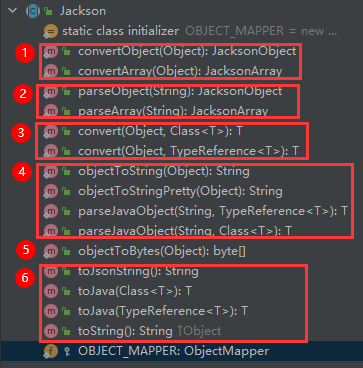 Jackson
static class initializer OBJECT_MAPPER = new ...
1 convertObject(Object): JacksonObject
convertArray(Object): JacksonArray
2 parseObject(String): JacksonObject
parseArray(String): JacksonArray
3 convert(Object, Class<T>): T
convert(Object, TypeReference<T>): T
4 objectToString(Object): String
objectToStringPretty(Object): String
parseJavaObject(String, TypeReference<T>): T
parseJavaObject(String, Class<T>): T
5 objectToBytes(Object): byte[]
6 toJsonString(): String
toJava(Class<T>): T
toJava(TypeReference<T>): T
toString(): String ↑Object
OBJECT_MAPPER: ObjectMapper